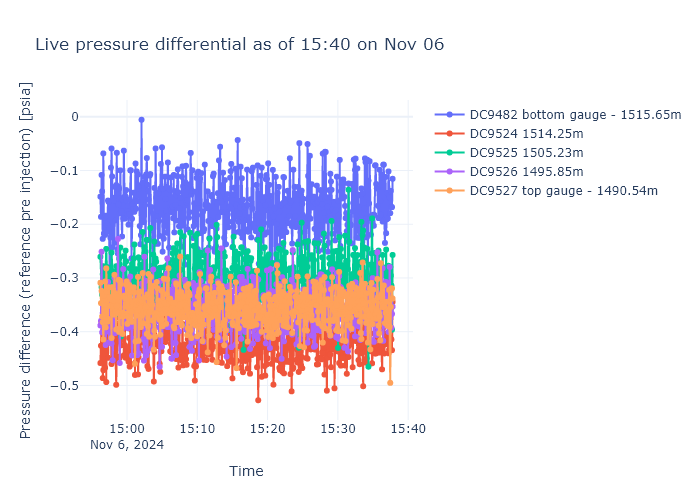 Live pressure differential as of 15:40 on Nov 06
Pressure difference (reference pre injection) [psia]
0
−0.1
−0.2
−0.3
−0.4
−0.5
15:00
Nov 6, 2024
15:10
15:20
15:30
15:40
Time
DC9482 bottom gauge - 1515.65m
DC9524 1514.25m
DC9525 1505.23m
DC9526 1495.85m
DC9527 top gauge - 1490.54m